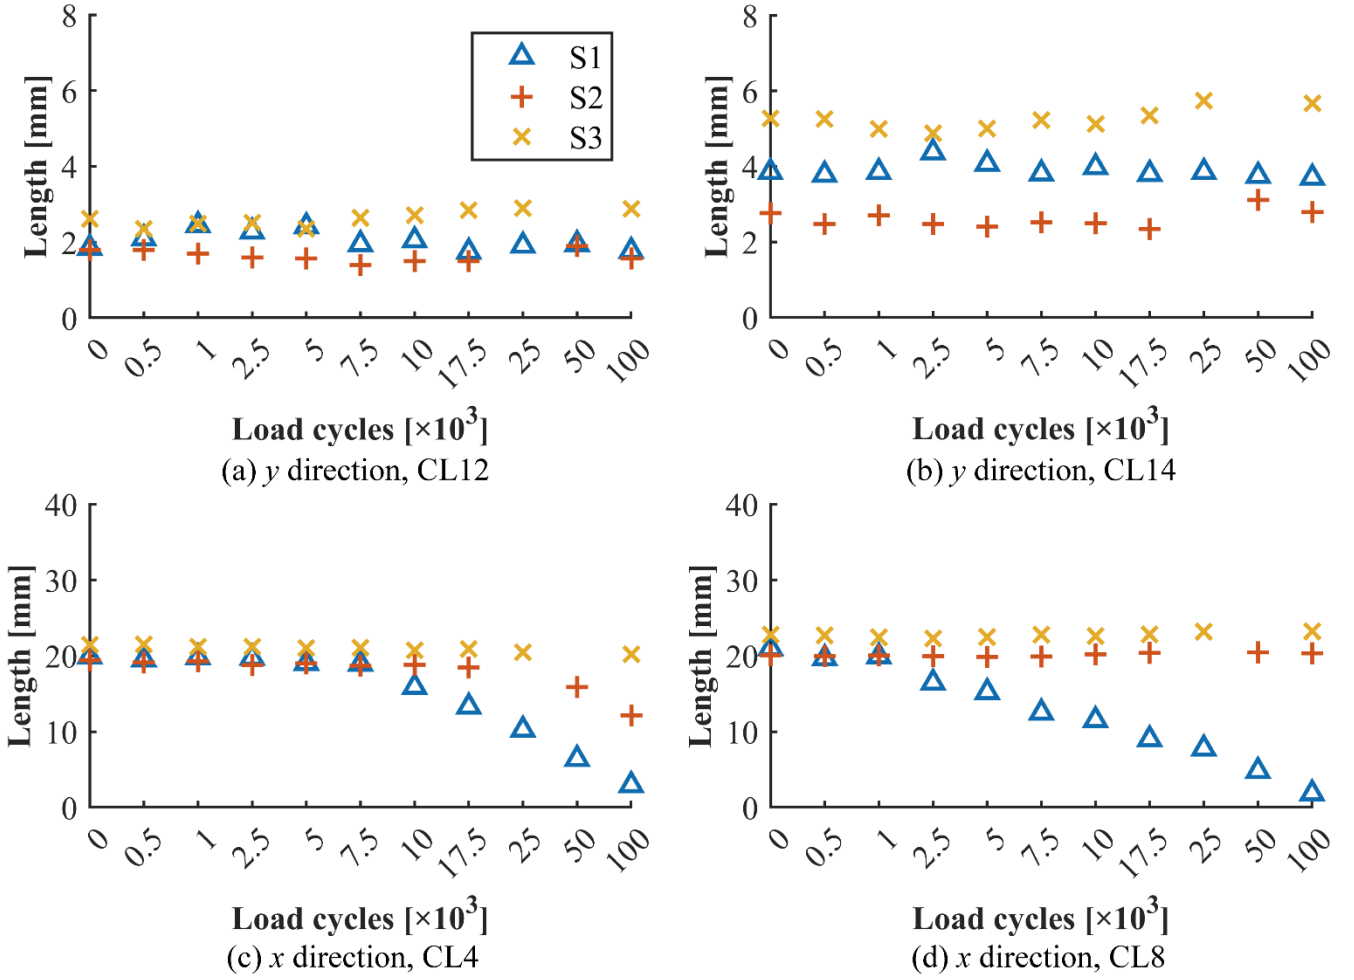 8
6
4
2
0
Length [mm]
S1
S2
S3
0 0.5 1 2.5 5 7.5 10 17.5 25 50 100
Load cycles [×10³]
(a) y direction, CL12
8
6
4
2
0
Length [mm]
0 0.5 1 2.5 5 7.5 10 17.5 25 50 100
Load cycles [×10³]
(b) y direction, CL14
40
30
20
10
0
Length [mm]
0 0.5 1 2.5 5 7.5 10 17.5 25 50 100
Load cycles [×10³]
(c) x direction, CL4
40
30
20
10
0
Length [mm]
0 0.5 1 2.5 5 7.5 10 17.5 25 50 100
Load cycles [×10³]
(d) x direction, CL8